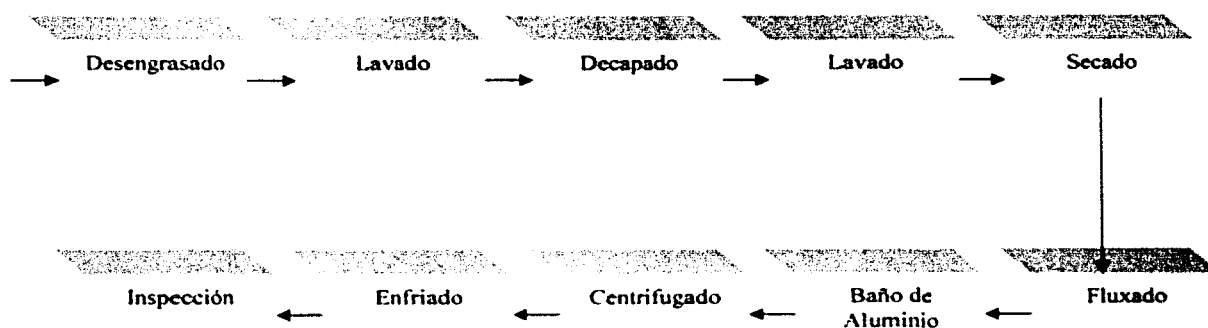 Desengrasado
Lavado
Decapado
Lavado
Secado
Inspección
Enfriado
Centrifugado
Baño de
Aluminio
Fluxado